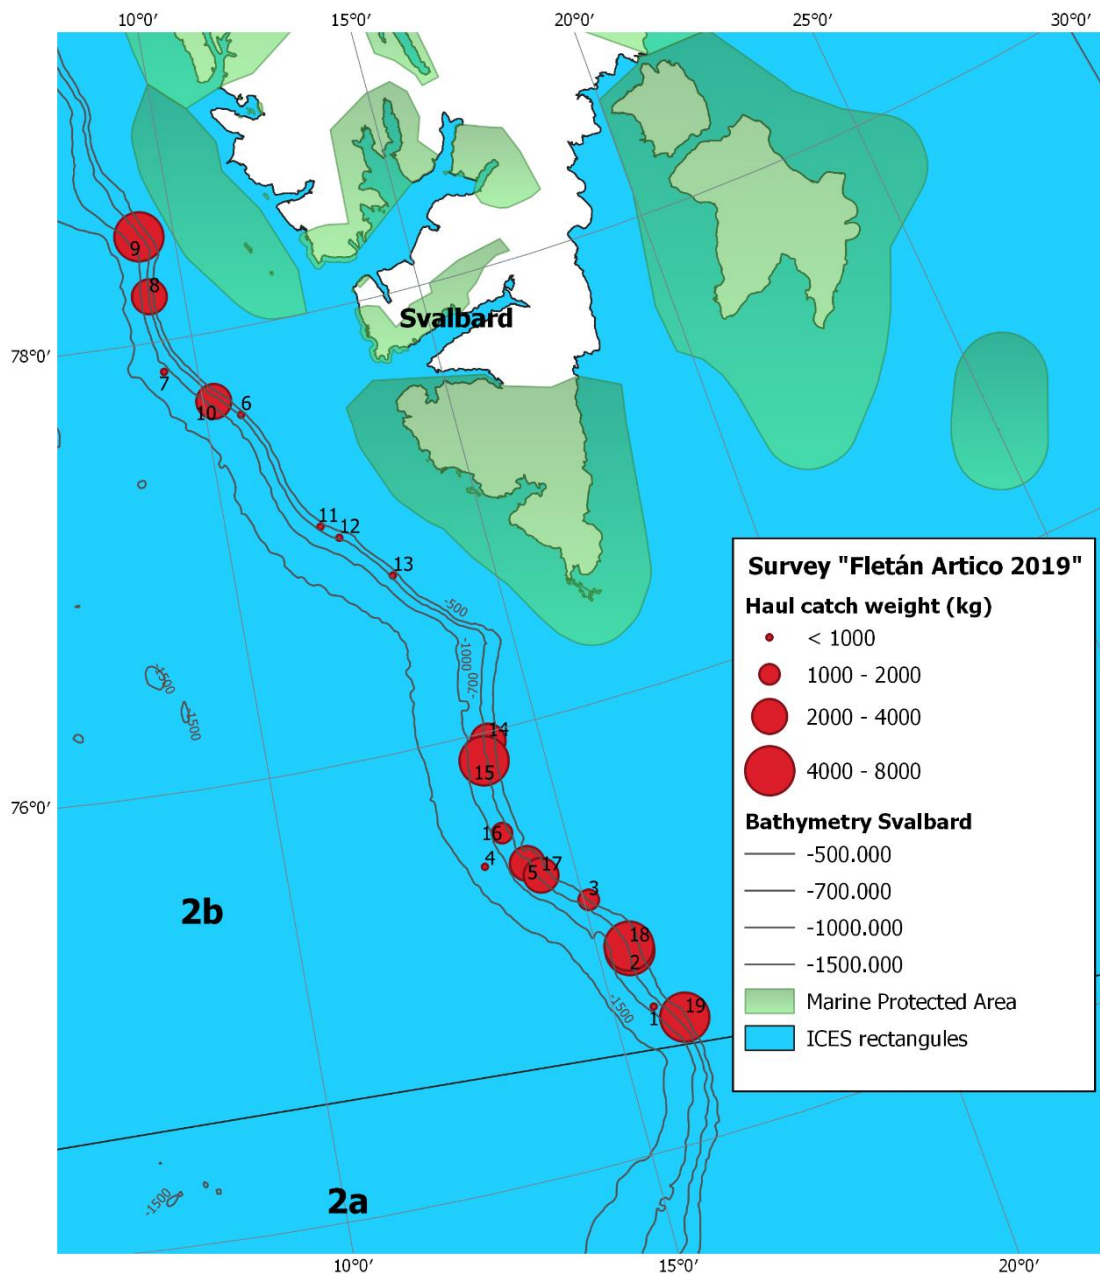 10°0′ 15°0′ 20°0′ 25°0′ 30°0′
9
8
Svalbard
78°0′
7
10
6
11
12
13
-500
-1000
-700
-1500
-1500
14
15
76°0′
16
4
5
17
3
2b
18
2
-1500
1
19
Survey "Fletán Artico 2019"
Haul catch weight (kg)
< 1000
1000 - 2000
2000 - 4000
4000 - 8000
Bathymetry Svalbard
-500.000
-700.000
-1000.000
-1500.000
Marine Protected Area
ICES rectangules
-1500
2a
10°0′ 15°0′ 20°0′